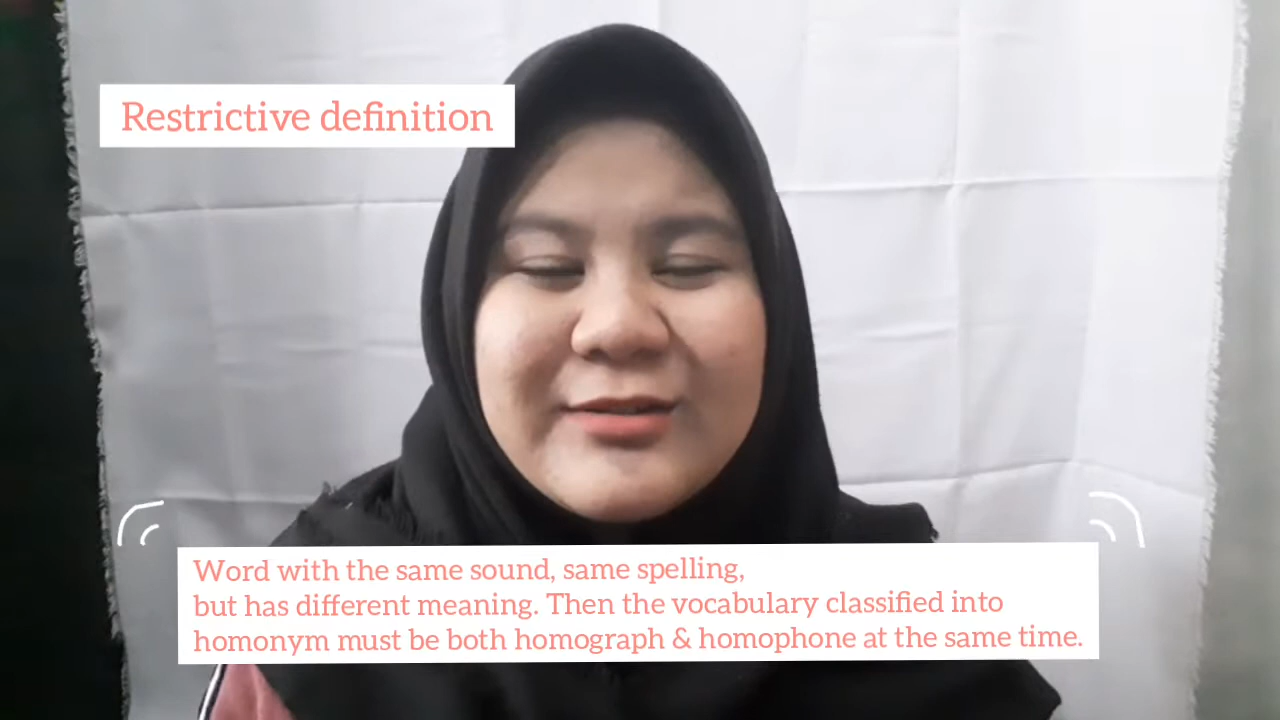 Restrictive definition
Word with the same sound, same spelling,
but has different meaning. Then the vocabulary classified into
homonym must be both homograph & homophone at the same time.